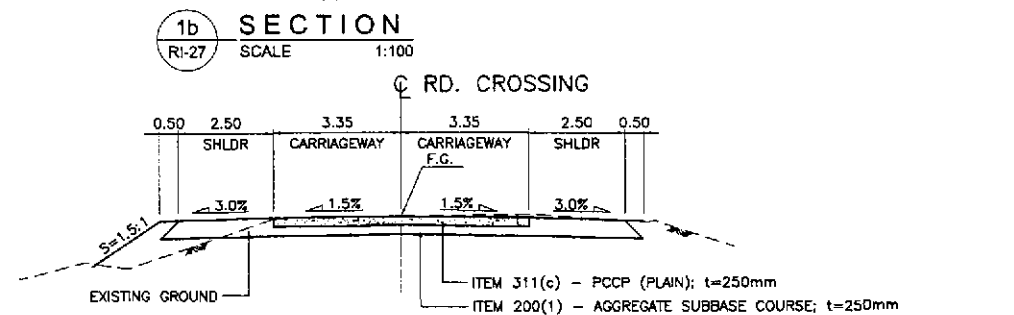 1b SECTION
RI-27 SCALE 1:100
℄ RD. CROSSING
0.50 2.50 3.35 3.35 2.50 0.50
SHLDR CARRIAGEWAY CARRIAGEWAY SHLDR
F.G.
3.0% 1.5% 1.5% 3.0%
S=1.5:1
ITEM 311(c) - PCCP (PLAIN); t=250mm
EXISTING GROUND
ITEM 200(1) - AGGREGATE SUBBASE COURSE; t=250mm